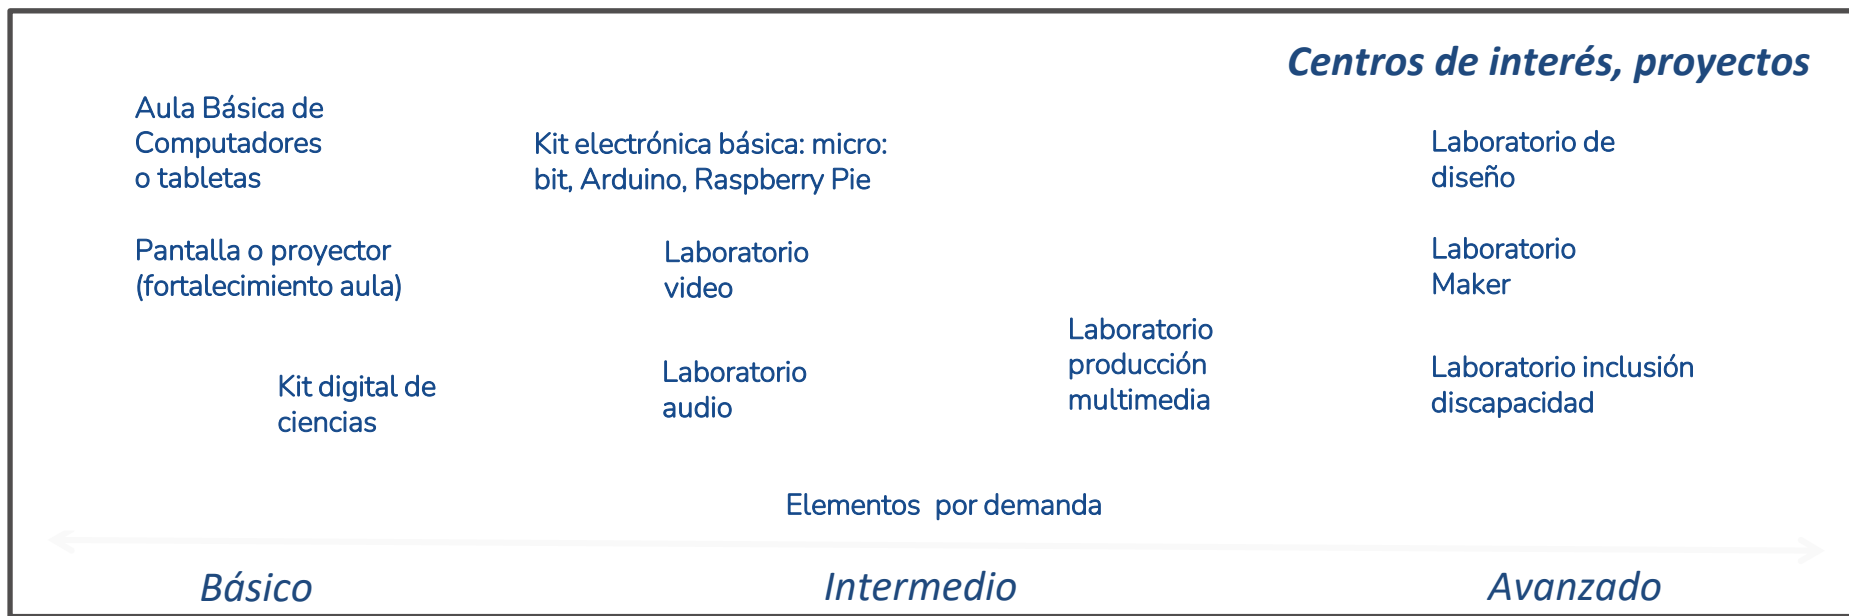 Centros de interés, proyectos
Aula Básica de
Computadores
o tabletas
Pantalla o proyector
(fortalecimiento aula)
Kit digital de
ciencias
Kit electrónica básica: micro:
bit, Arduino, Raspberry Pie
Laboratorio
video
Laboratorio
audio
Laboratorio
producción
multimedia
Laboratorio de
diseño
Laboratorio
Maker
Laboratorio inclusión
discapacidad
Elementos  por demanda
Básico
Intermedio
Avanzado